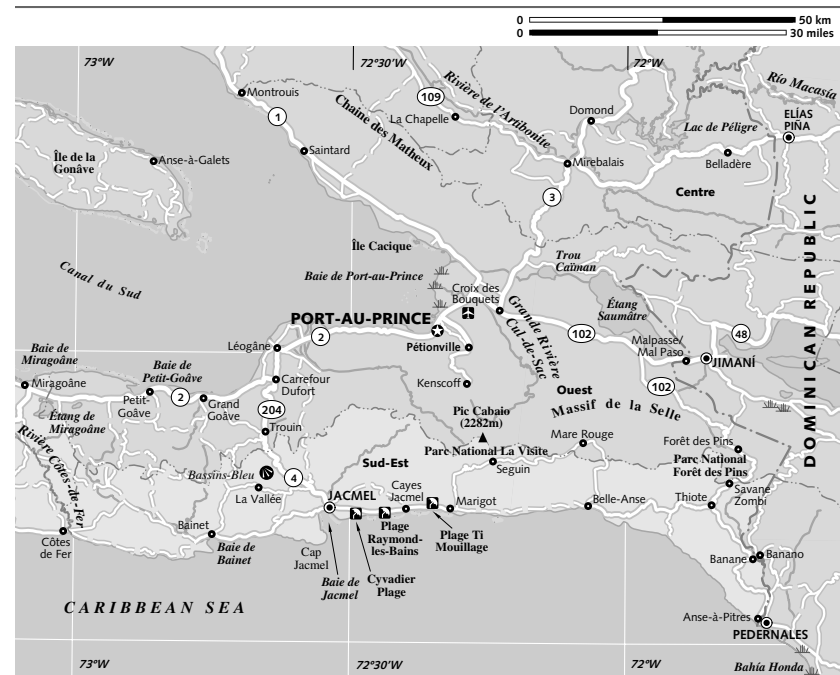 0 50 km
0 30 miles
73°W
72°30'W
72°W
Río Macasía
Montrouis
109
Rivière de l'Artibonite
1
Chaîne des Matheux
La Chapelle
Domond
Lac de Péligre
ELÍAS
PIÑA
Île de la
Gonâve
Anse-à-Galets
Saintard
Mirebalais
Belladère
Centre
3
DOMINICAN REPUBLIC
Île Cacique
Trou
Caïman
Canal du Sud
Baie de Port-au-Prince
Croix des
Bouquets
Grande Rivière
Cul-de-Sac
Étang
Saumâtre
PORT-AU-PRINCE
2
102
48
Baie de
Miragoâne
Baie de
Petit-Goâve
Léogâne
Pétionville
Malpasse/
Mal Paso
JIMANÍ
Miragoâne
Petit-
Goâve
2
Grand
Goâve
Carrefour
Dufort
Kenscoff
Ouest
102
Étang de
Miragoâne
204
Trouin
Pic Cabaio
(2282m)
Massif de la Selle
Rivière Côtes-de-Fer
Parc National La Visite
Mare Rouge
Forêt des Pins
Sud-Est
Seguin
Parc National
Forêt des Pins
Bassins-Bleu
4
La Vallée
JACMEL
Cayes
Jacmel
Marigot
Belle-Anse
Thiote
Savane
Zombi
Côtes
de Fer
Bainet
Baie de
Bainet
Cap
Jacmel
Plage
Raymond-
les-Bains
Plage Ti
Mouillage
Baie de
Jacmel
Cyvadier
Plage
Banane
Banano
CARIBBEAN SEA
Anse-à-Pitres
PEDERNALES
73°W
72°30'W
72°W
Bahía Honda